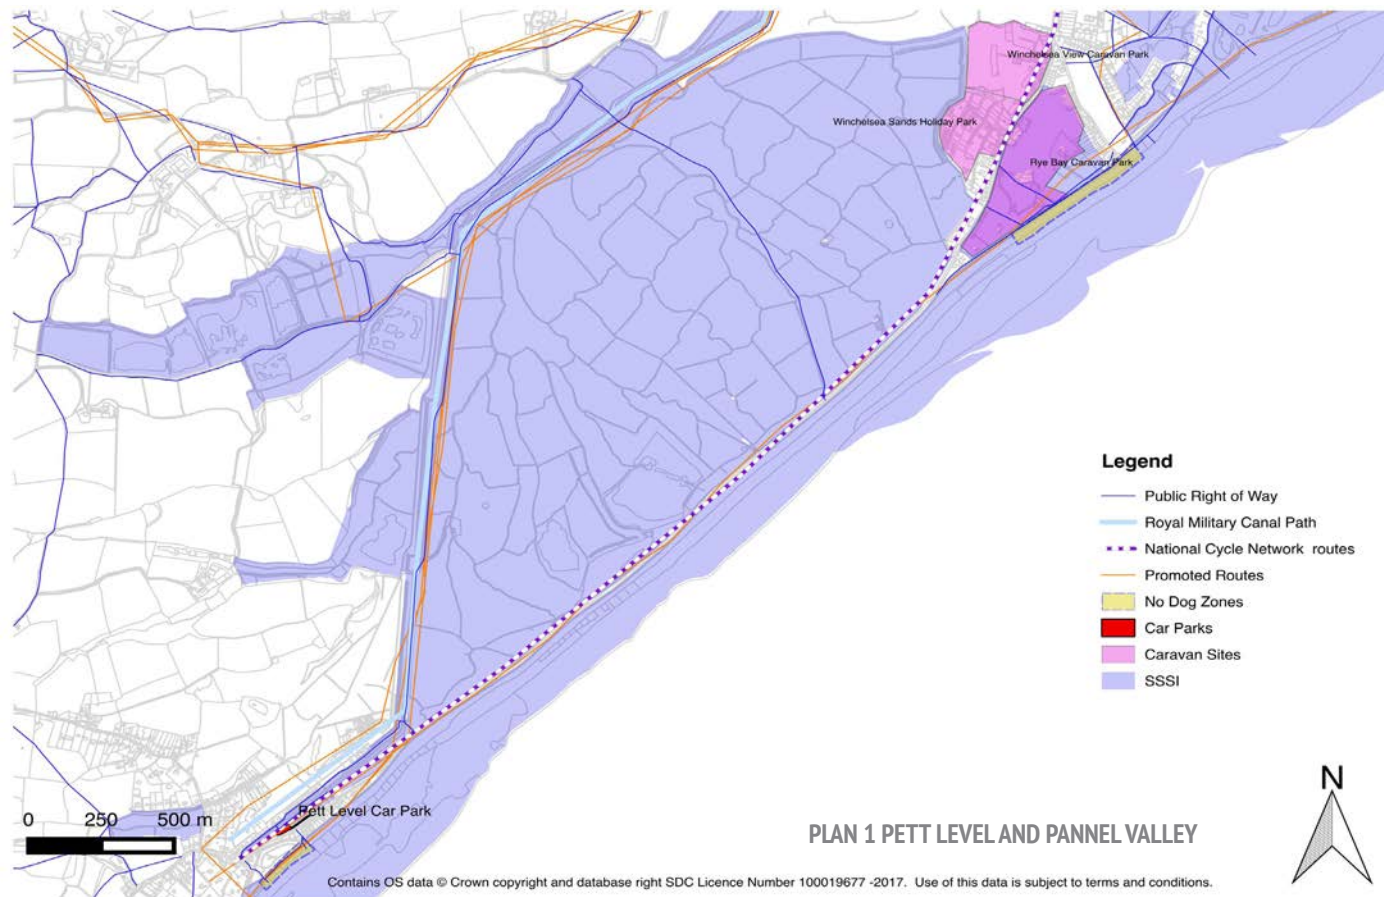 Winchelsea View Caravan Park
Winchelsea Sands Holiday Park
Rye Bay Caravan Park
Legend
Public Right of Way
Royal Military Canal Path
National Cycle Network routes
Promoted Routes
No Dog Zones
Car Parks
Caravan Sites
SSSI
N
Pett Level Car Park
0 250 500 m
PLAN 1 PETT LEVEL AND PANNEL VALLEY
Contains OS data © Crown copyright and database right SDC Licence Number 100019677 -2017. Use of this data is subject to terms and conditions.